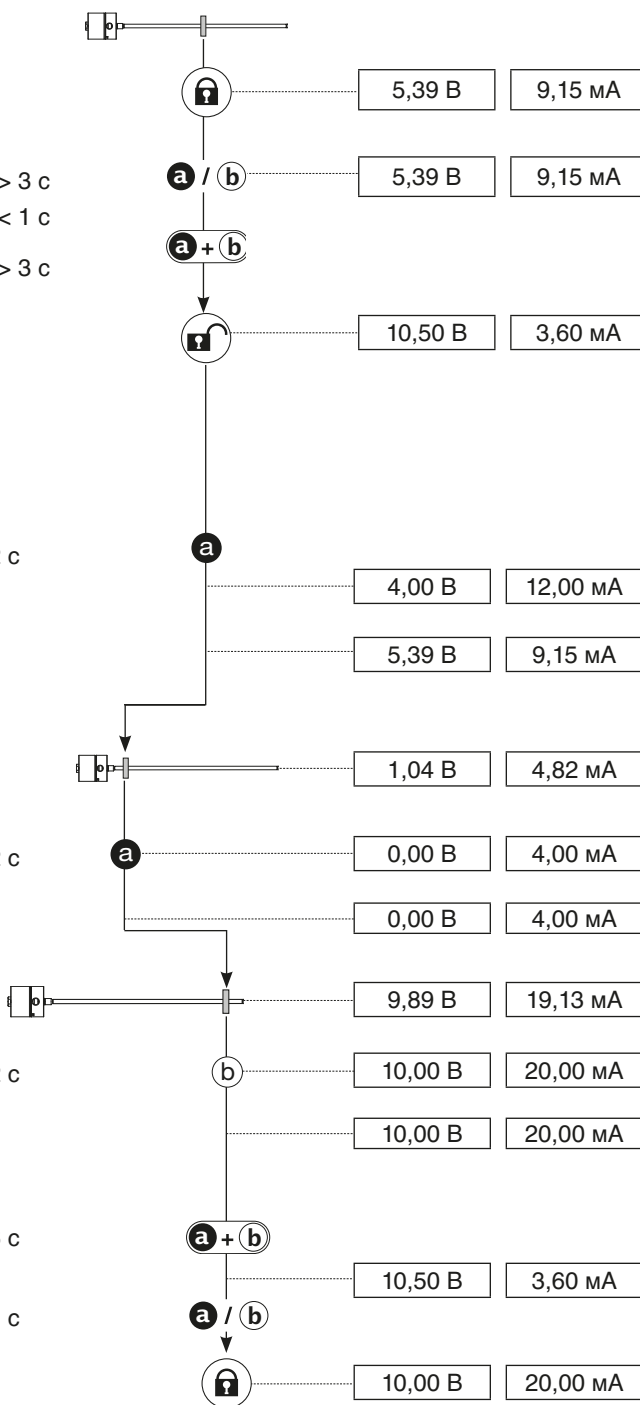 5,39 В 9,15 мА
> 3 с a / b 5,39 В 9,15 мА
< 1 с
a + b
> 3 с
10,50 В 3,60 мА
a
с
4,00 В 12,00 мА
5,39 В 9,15 мА
1,04 В 4,82 мА
с a 0,00 В 4,00 мА
0,00 В 4,00 мА
9,89 В 19,13 мА
с b 10,00 В 20,00 мА
10,00 В 20,00 мА
с a + b
10,50 В 3,60 мА
с a / b
10,00 В 20,00 мА